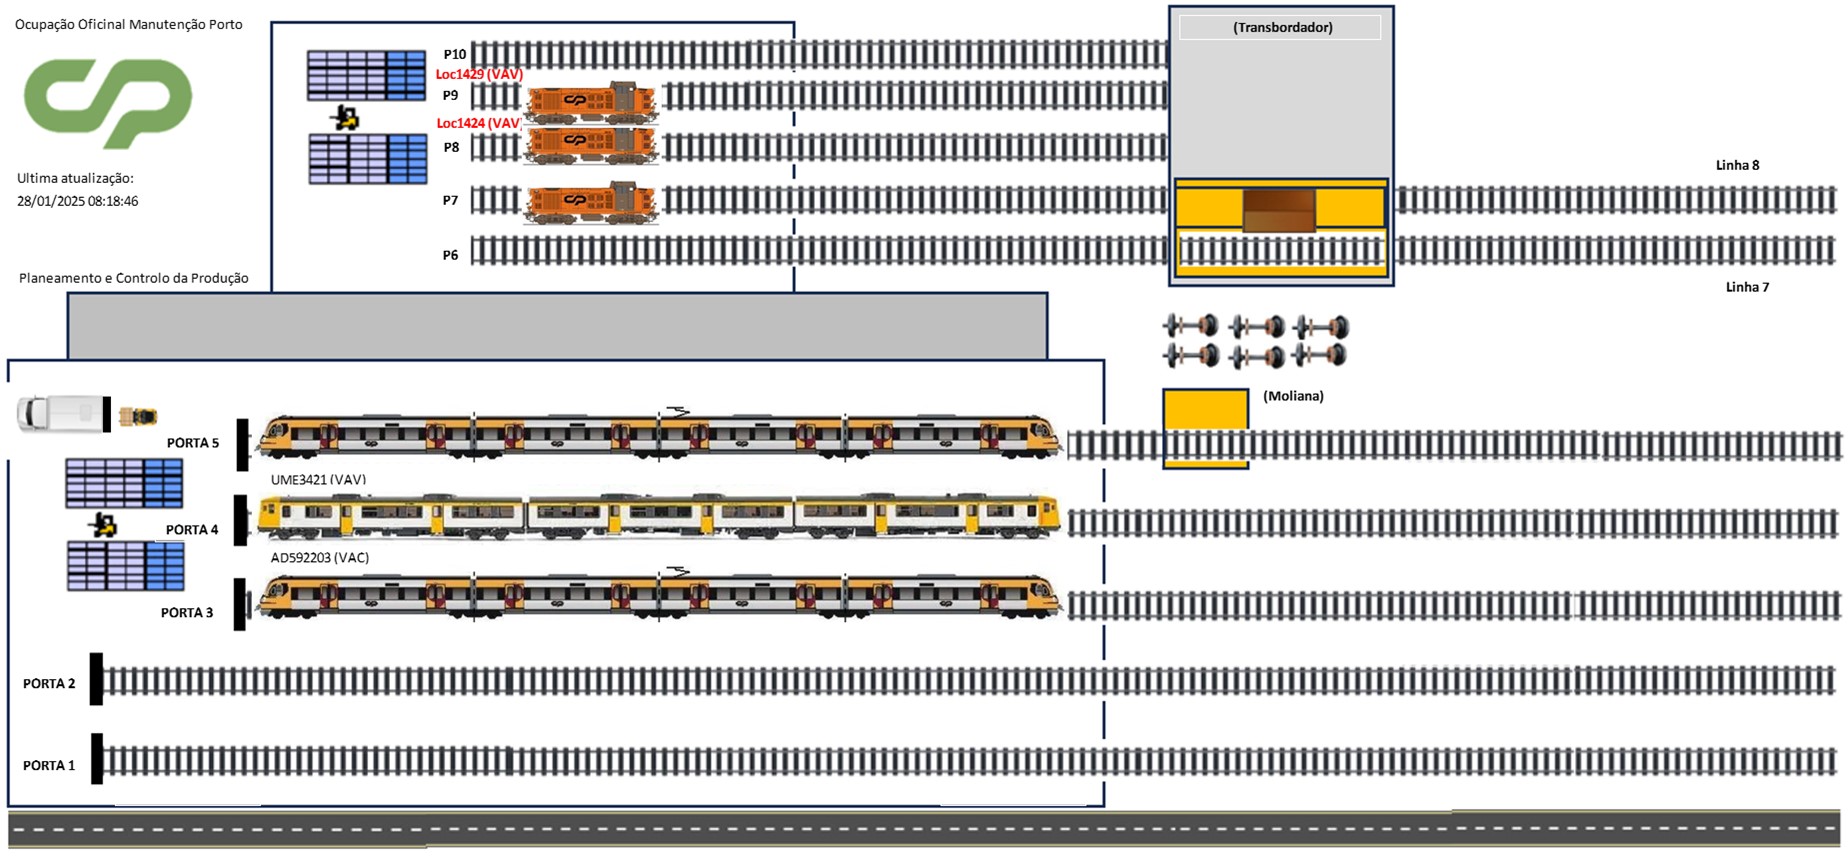 Ocupação Oficinal Manutenção Porto
(Transbordador)
P10
Loc1429 (VAV)
P9
Loc1424 (VAV)
P8
Linha 8
Ultima atualização:
28/01/2025 08:18:46
P7
P6
Planeamento e Controlo da Produção
Linha 7
(Moliana)
PORTA 5
UME3421 (VAV)
PORTA 4
AD592203 (VAC)
PORTA 3
PORTA 2
PORTA 1